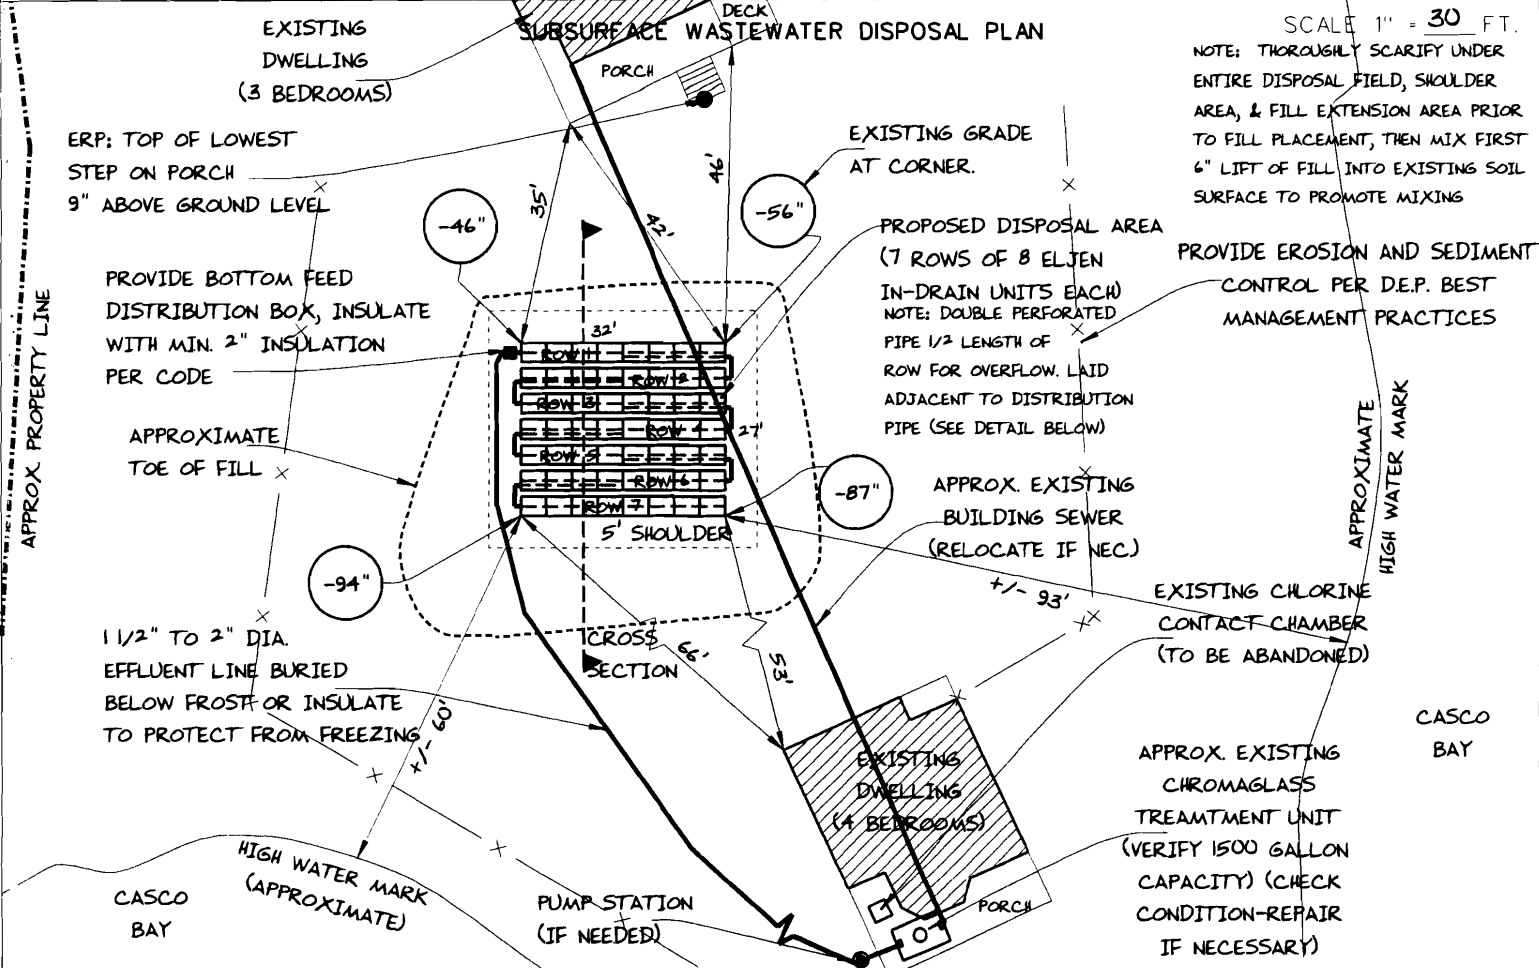 SUBSURFACE WASTEWATER DISPOSAL PLAN
SCALE 1" = 30 FT.
DECK
PORCH
EXISTING
DWELLING
(3 BEDROOMS)
NOTE: THOROUGHLY SCARIFY UNDER
ENTIRE DISPOSAL FIELD, SHOULDER
AREA, & FILL EXTENSION AREA PRIOR
TO FILL PLACEMENT, THEN MIX FIRST
6" LIFT OF FILL INTO EXISTING SOIL
SURFACE TO PROMOTE MIXING
ERP: TOP OF LOWEST
STEP ON PORCH
9" ABOVE GROUND LEVEL
EXISTING GRADE
AT CORNER.
46'
35'
42'
-46"
-56"
PROPOSED DISPOSAL AREA
(7 ROWS OF 8 ELJEN
IN-DRAIN UNITS EACH)
NOTE: DOUBLE PERFORATED
PIPE 1/2 LENGTH OF
ROW FOR OVERFLOW. LAID
ADJACENT TO DISTRIBUTION
PIPE (SEE DETAIL BELOW)
PROVIDE EROSION AND SEDIMENT
CONTROL PER D.E.P. BEST
MANAGEMENT PRACTICES
PROVIDE BOTTOM FEED
DISTRIBUTION BOX, INSULATE
WITH MIN. 2" INSULATION
PER CODE
APPROX. PROPERTY LINE
32'
ROW 1
ROW 2
ROW 3
ROW 4
27'
ROW 5
ROW 6
ROW 7
5' SHOULDER
APPROXIMATE
TOE OF FILL
-87"
-94"
APPROX. EXISTING
BUILDING SEWER
(RELOCATE IF NEC.)
APPROXIMATE
HIGH WATER MARK
+/- 93'
EXISTING CHLORINE
CONTACT CHAMBER
(TO BE ABANDONED)
1 1/2" TO 2" DIA.
EFFLUENT LINE BURIED
BELOW FROST OR INSULATE
TO PROTECT FROM FREEZING
CROSS
SECTION
66'
53'
+/- 60'
CASCO
BAY
EXISTING
DWELLING
(4 BEDROOMS)
APPROX. EXISTING
CHROMAGLASS
TREAMTMENT UNIT
(VERIFY 1500 GALLON
CAPACITY) (CHECK
CONDITION-REPAIR
IF NECESSARY)
HIGH WATER MARK
(APPROXIMATE)
CASCO
BAY
PUMP STATION
(IF NEEDED)
PORCH